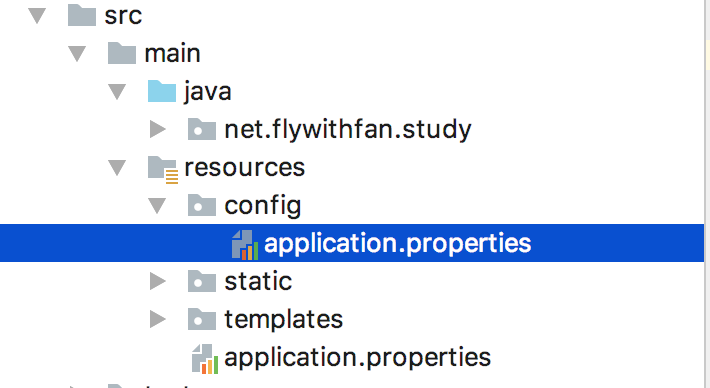 src
main
java
net.flywithfan.study
resources
config
application.properties
static
templates
application.properties